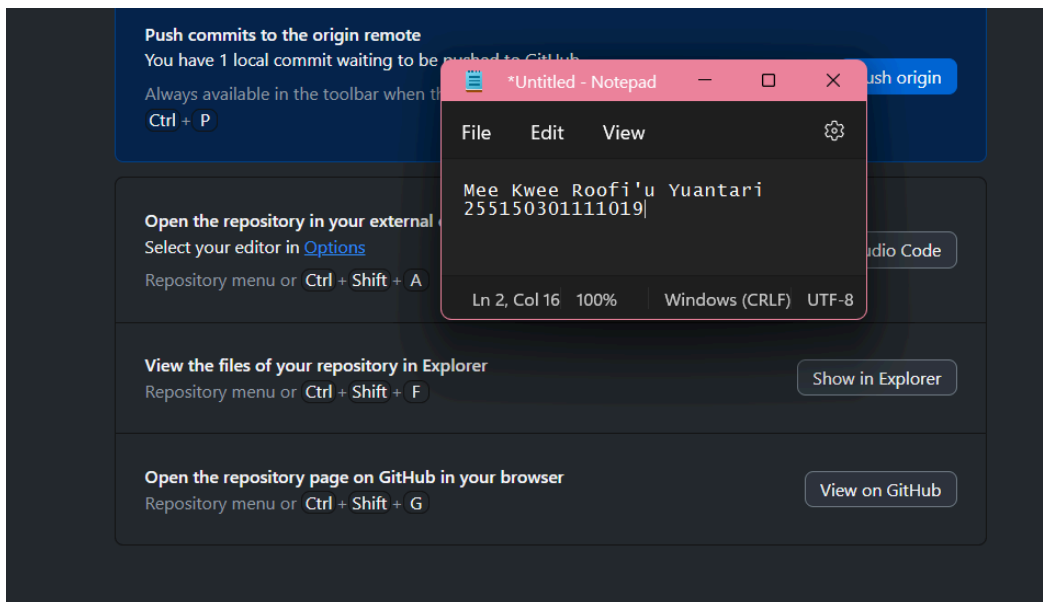 Push commits to the origin remote
You have 1 local commit waiting to be pushed to GitHub
Always available in the toolbar when
Ctrl + P
ush origin
*Untitled - Notepad
File Edit View
Mee Kwee Roofi'u Yuantari
255150301111019
Ln 2, Col 16 100% Windows (CRLF) UTF-8
Open the repository in your external
Select your editor in Options
Repository menu or Ctrl + Shift + A
dio Code
View the files of your repository in Explorer
Repository menu or Ctrl + Shift + F
Show in Explorer
Open the repository page on GitHub in your browser
Repository menu or Ctrl + Shift + G
View on GitHub